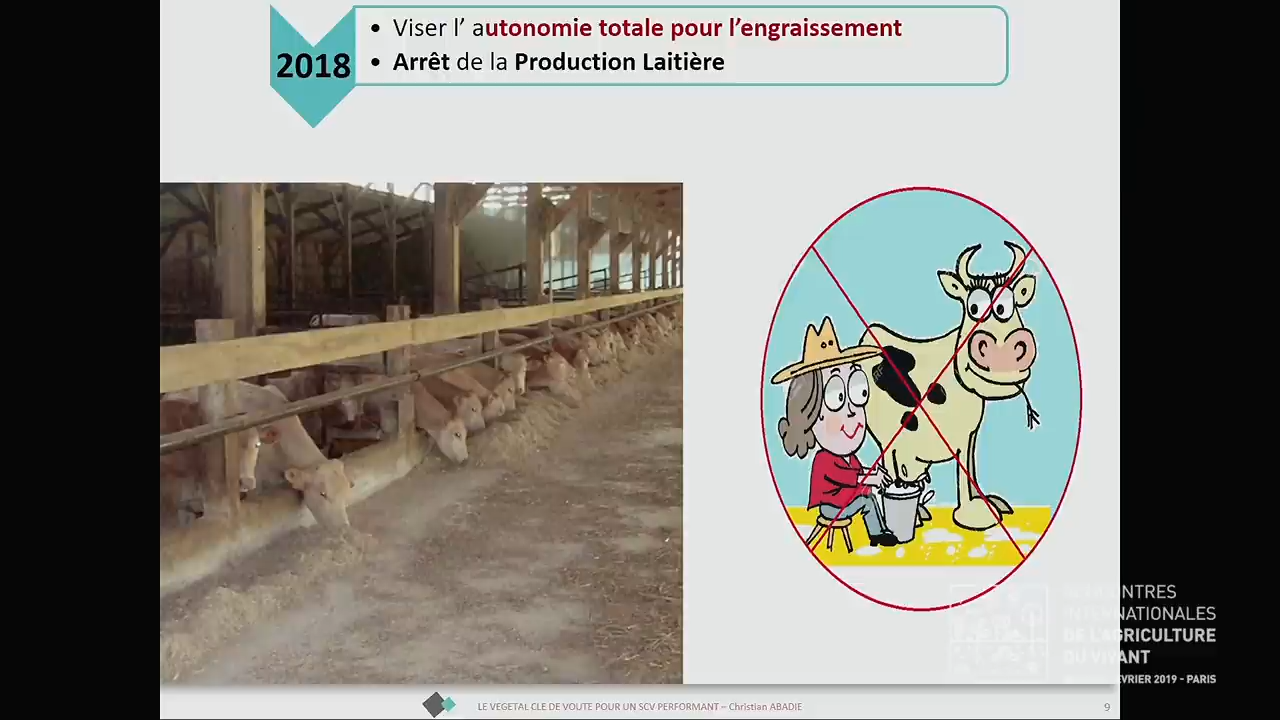 2018
• Viser l' autonomie totale pour l'engraissement
• Arrêt de la Production Laitière
INTERNATIONALES
DE L'AGRICULTURE
DU VIVANT
2019 - PARIS
LE VEGETAL CLE DE VOUTE POUR UN SCV PERFORMANT – Christian ABADIE
9